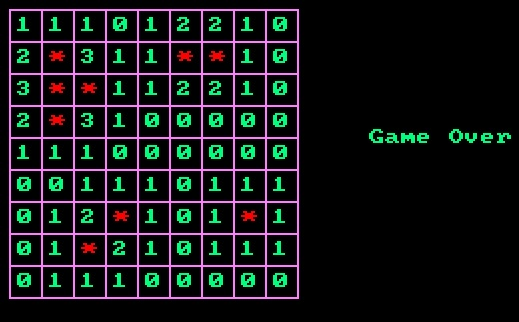 1 1 1 0 1 2 2 1 0
2 * 3 1 1 * * 1 0
3 * * 1 1 2 2 1 0
2 * 3 1 0 0 0 0 0
Game Over
1 1 1 0 0 0 0 0 0
0 0 1 1 1 0 1 1 1
0 1 2 * 1 0 1 * 1
0 1 * 2 1 0 1 1 1
0 1 1 1 0 0 0 0 0